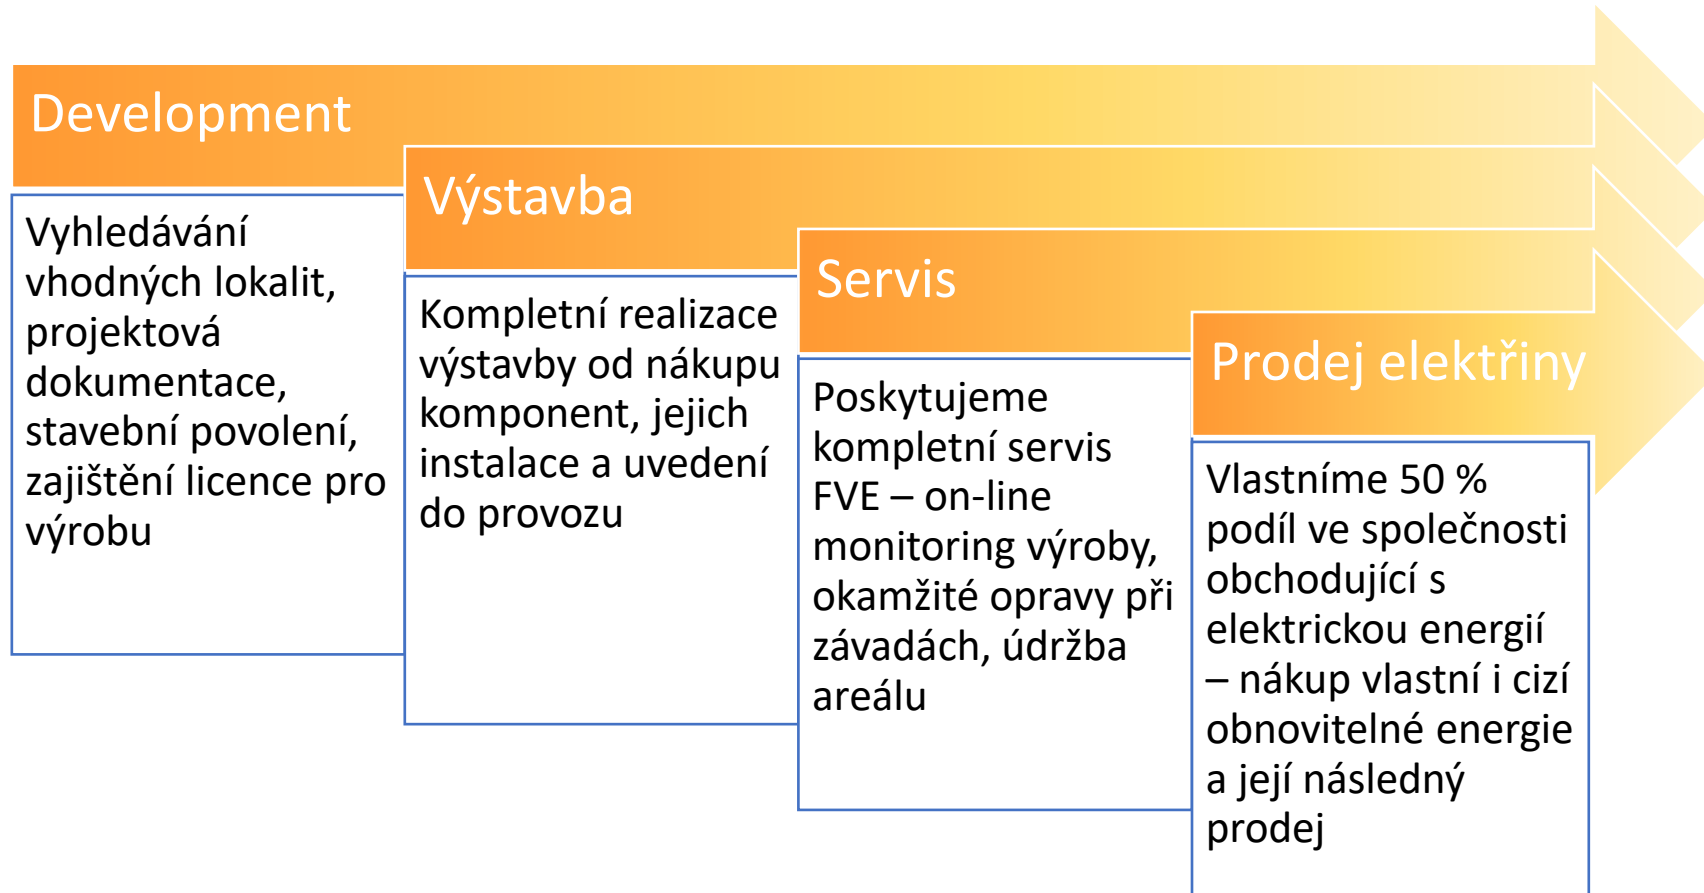 Development
Vyhledávání
vhodných lokalit,
projektová
dokumentace,
stavební povolení,
zajištění licence pro
výrobu
Výstavba
Kompletní realizace
výstavby od nákupu
komponent, jejich
instalace a uvedení
do provozu
Servis
Poskytujeme
kompletní servis
FVE – on-line
monitoring výroby,
okamžité opravy při
závadách, údržba
areálu
Prodej elektřiny
Vlastníme 50 %
podíl ve společnosti
obchodující s
elektrickou energií
– nákup vlastní i cizí
obnovitelné energie
a její následný
prodej